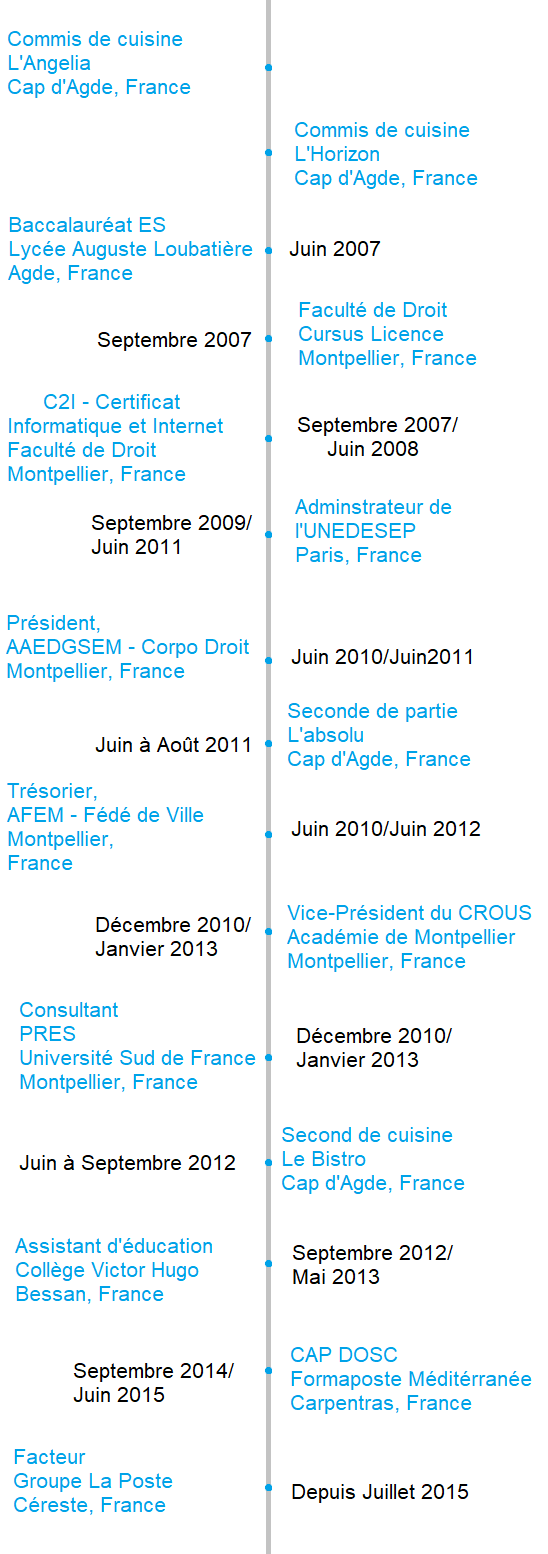 Commis de cuisine
L'Angelia
Cap d'Agde, France
Commis de cuisine
L'Horizon
Cap d'Agde, France
Baccalauréat ES
Lycée Auguste Loubatière
Agde, France
Juin 2007
Septembre 2007
Faculté de Droit
Cursus Licence
Montpellier, France
C2I - Certificat
Informatique et Internet
Faculté de Droit
Montpellier, France
Septembre 2007/
Juin 2008
Septembre 2009/
Juin 2011
Adminstrateur de
l'UNEDESEP
Paris, France
Président,
AAEDGSEM - Corpo Droit
Montpellier, France
Juin 2010/Juin2011
Juin à Août 2011
Seconde de partie
L'absolu
Cap d'Agde, France
Trésorier,
AFEM - Fédé de Ville
Montpellier,
France
Juin 2010/Juin 2012
Décembre 2010/
Janvier 2013
Vice-Président du CROUS
Académie de Montpellier
Montpellier, France
Consultant
PRES
Université Sud de France
Montpellier, France
Décembre 2010/
Janvier 2013
Juin à Septembre 2012
Second de cuisine
Le Bistro
Cap d'Agde, France
Assistant d'éducation
Collège Victor Hugo
Bessan, France
Septembre 2012/
Mai 2013
Septembre 2014/
Juin 2015
CAP DOSC
Formaposte Méditérranée
Carpentras, France
Facteur
Groupe La Poste
Céreste, France
Depuis Juillet 2015